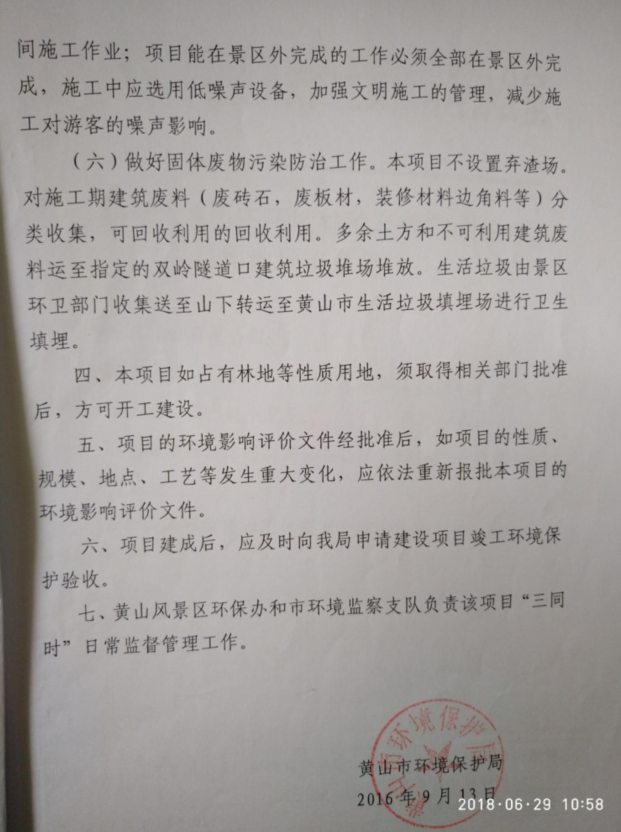 间施工作业；项目能在景区外完成的工作必须全部在景区外完
成，施工中应选用低噪声设备，加强文明施工的管理，减少施
工对游客的噪声影响。
（六）做好固体废物污染防治工作。本项目不设置弃渣场。
对施工期建筑废料（废砖石，废板材，装修材料边角料等）分
类收集，可回收利用的回收利用。多余土方和不可利用建筑废
料运至指定的双岭隧道口建筑垃圾堆场堆放。生活垃圾由景区
环卫部门收集送至山下转运至黄山市生活垃圾填埋场进行卫生
填埋。
四、本项目如占有林地等性质用地，须取得相关部门批准
后，方可开工建设。
五、项目的环境影响评价文件经批准后，如项目的性质、
规模、地点、工艺等发生重大变化，应依法重新报批本项目的
环境影响评价文件。
六、项目建成后，应及时向我局申请建设项目竣工环境保
护验收。
七、黄山风景区环保办和市环境监察支队负责该项目“三同
时”日常监督管理工作。
黄山市环境保护局
黄山市环境保护局
2016年9月13日
2018·06·29 10:58